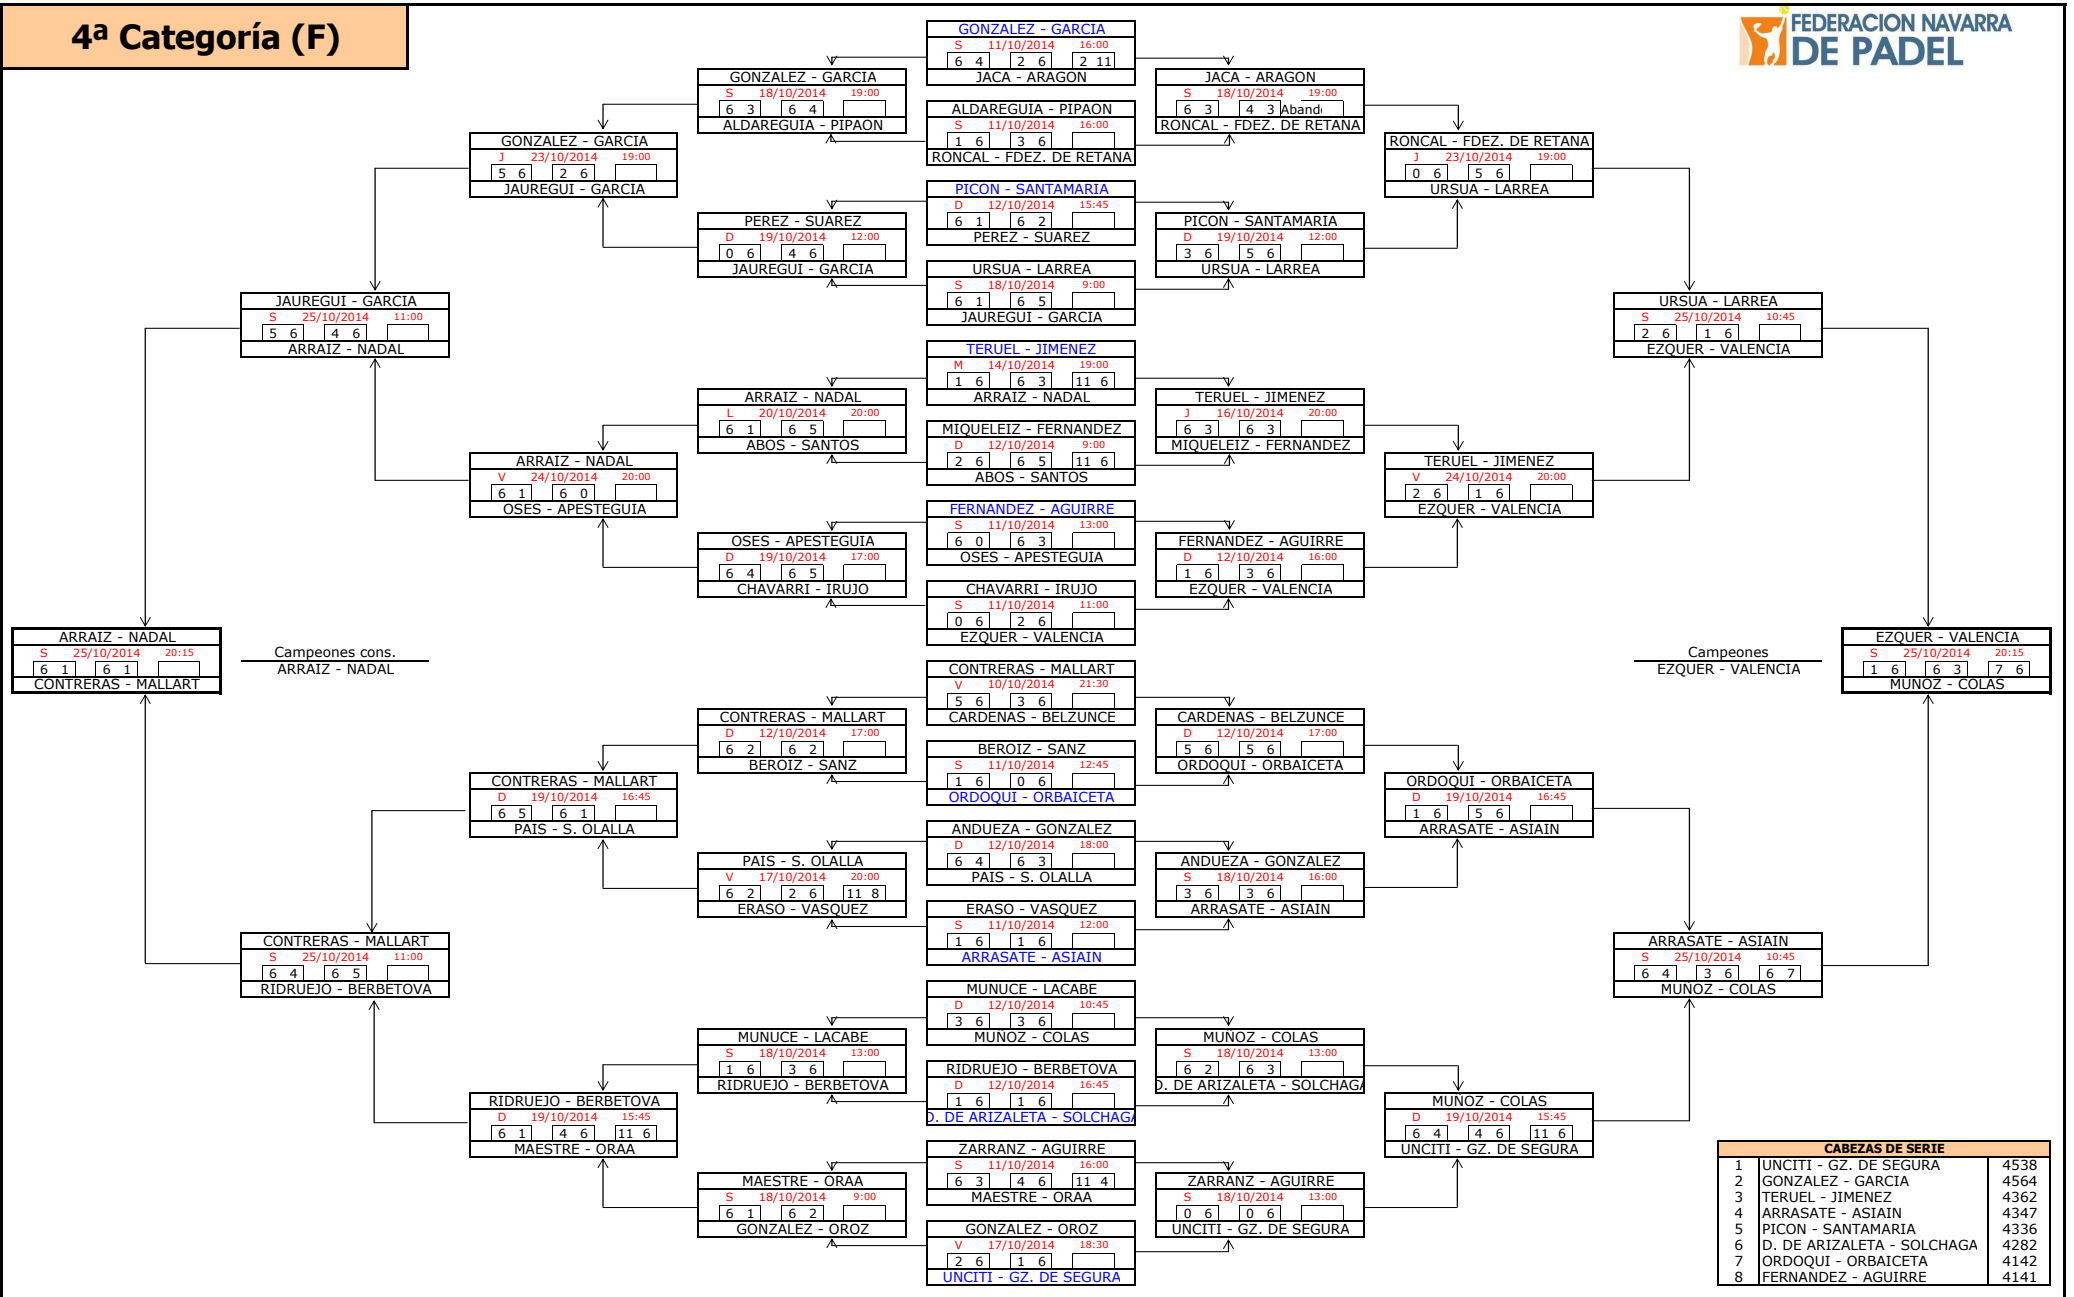 4ª Categoría (F)
FEDERACION NAVARRA
DE PADEL
GONZALEZ - GARCIA
S 11/10/2014 16:00
6 4 2 6 2 11
JACA - ARAGON
ALDAREGUIA - PIPAON
S 11/10/2014 16:00
1 6 3 6
RONCAL - FDEZ. DE RETANA
PICON - SANTAMARIA
D 12/10/2014 15:45
6 1 6 2
PEREZ - SUAREZ
URSUA - LARREA
S 18/10/2014 9:00
6 1 6 5
JAUREGUI - GARCIA
TERUEL - JIMENEZ
M 14/10/2014 19:00
1 6 6 3 11 6
ARRAIZ - NADAL
MIQUELEIZ - FERNANDEZ
D 12/10/2014 9:00
2 6 6 5 11 6
ABOS - SANTOS
FERNANDEZ - AGUIRRE
S 11/10/2014 13:00
6 0 6 3
OSES - APESTEGUIA
CHAVARRI - IRUJO
S 11/10/2014 11:00
0 6 2 6
EZQUER - VALENCIA
CONTRERAS - MALLART
V 10/10/2014 21:30
5 6 3 6
CARDENAS - BELZUNCE
BEROIZ - SANZ
S 11/10/2014 12:45
1 6 0 6
ORDOQUI - ORBAICETA
ANDUEZA - GONZALEZ
D 12/10/2014 18:00
6 4 6 3
PAIS - S. OLALLA
ERASO - VASQUEZ
S 11/10/2014 12:00
1 6 1 6
ARRASATE - ASIAIN
MUNUCE - LACABE
D 12/10/2014 10:45
3 6 3 6
MUÑOZ - COLAS
RIDRUEJO - BERBETOVA
D 12/10/2014 16:45
1 6 1 6
D. DE ARIZALETA - SOLCHAGA
ZARRANZ - AGUIRRE
S 11/10/2014 16:00
6 3 4 6 11 4
MAESTRE - ORAA
GONZALEZ - OROZ
V 17/10/2014 18:30
2 6 1 6
UNCITI - GZ. DE SEGURA
GONZALEZ - GARCIA
S 18/10/2014 19:00
6 3 6 4
ALDAREGUIA - PIPAON
PEREZ - SUAREZ
D 19/10/2014 12:00
0 6 4 6
JAUREGUI - GARCIA
ARRAIZ - NADAL
L 20/10/2014 20:00
6 1 6 5
ABOS - SANTOS
OSES - APESTEGUIA
D 19/10/2014 17:00
6 4 6 5
CHAVARRI - IRUJO
CONTRERAS - MALLART
D 12/10/2014 17:00
6 2 6 2
BEROIZ - SANZ
PAIS - S. OLALLA
V 17/10/2014 20:00
6 2 2 6 11 8
ERASO - VASQUEZ
MUNUCE - LACABE
S 18/10/2014 13:00
1 6 3 6
RIDRUEJO - BERBETOVA
MAESTRE - ORAA
S 18/10/2014 9:00
6 1 6 2
GONZALEZ - OROZ
GONZALEZ - GARCIA
J 23/10/2014 19:00
5 6 2 6
JAUREGUI - GARCIA
ARRAIZ - NADAL
V 24/10/2014 20:00
6 1 6 0
OSES - APESTEGUIA
CONTRERAS - MALLART
D 19/10/2014 16:45
6 5 6 1
PAIS - S. OLALLA
RIDRUEJO - BERBETOVA
D 19/10/2014 15:45
6 1 4 6 11 6
MAESTRE - ORAA
JAUREGUI - GARCIA
S 25/10/2014 11:00
5 6 4 6
ARRAIZ - NADAL
CONTRERAS - MALLART
S 25/10/2014 11:00
6 4 6 5
RIDRUEJO - BERBETOVA
ARRAIZ - NADAL
S 25/10/2014 20:15
6 1 6 1
CONTRERAS - MALLART
Campeones cons.
ARRAIZ - NADAL
JACA - ARAGON
S 18/10/2014 19:00
6 3 4 3 Aband
RONCAL - FDEZ. DE RETANA
PICON - SANTAMARIA
D 19/10/2014 12:00
3 6 5 6
URSUA - LARREA
TERUEL - JIMENEZ
J 16/10/2014 20:00
6 3 6 3
MIQUELEIZ - FERNANDEZ
FERNANDEZ - AGUIRRE
D 12/10/2014 16:00
1 6 3 6
EZQUER - VALENCIA
CARDENAS - BELZUNCE
D 12/10/2014 17:00
5 6 5 6
ORDOQUI - ORBAICETA
ANDUEZA - GONZALEZ
S 18/10/2014 16:00
3 6 3 6
ARRASATE - ASIAIN
MUÑOZ - COLAS
S 18/10/2014 13:00
6 2 6 3
D. DE ARIZALETA - SOLCHAGA
ZARRANZ - AGUIRRE
S 18/10/2014 13:00
0 6 0 6
UNCITI - GZ. DE SEGURA
RONCAL - FDEZ. DE RETANA
J 23/10/2014 19:00
0 6 5 6
URSUA - LARREA
TERUEL - JIMENEZ
V 24/10/2014 20:00
2 6 1 6
EZQUER - VALENCIA
ORDOQUI - ORBAICETA
D 19/10/2014 16:45
1 6 5 6
ARRASATE - ASIAIN
MUÑOZ - COLAS
D 19/10/2014 15:45
6 4 4 6 11 6
UNCITI - GZ. DE SEGURA
URSUA - LARREA
S 25/10/2014 10:45
2 6 1 6
EZQUER - VALENCIA
ARRASATE - ASIAIN
S 25/10/2014 10:45
6 4 3 6 6 7
MUÑOZ - COLAS
Campeones
EZQUER - VALENCIA
EZQUER - VALENCIA
S 25/10/2014 20:15
1 6 6 3 7 6
MUÑOZ - COLAS
CABEZAS DE SERIE
1 UNCITI - GZ. DE SEGURA 4538
2 GONZALEZ - GARCIA 4564
3 TERUEL - JIMENEZ 4362
4 ARRASATE - ASIAIN 4347
5 PICON - SANTAMARIA 4336
6 D. DE ARIZALETA - SOLCHAGA 4282
7 ORDOQUI - ORBAICETA 4142
8 FERNANDEZ - AGUIRRE 4141